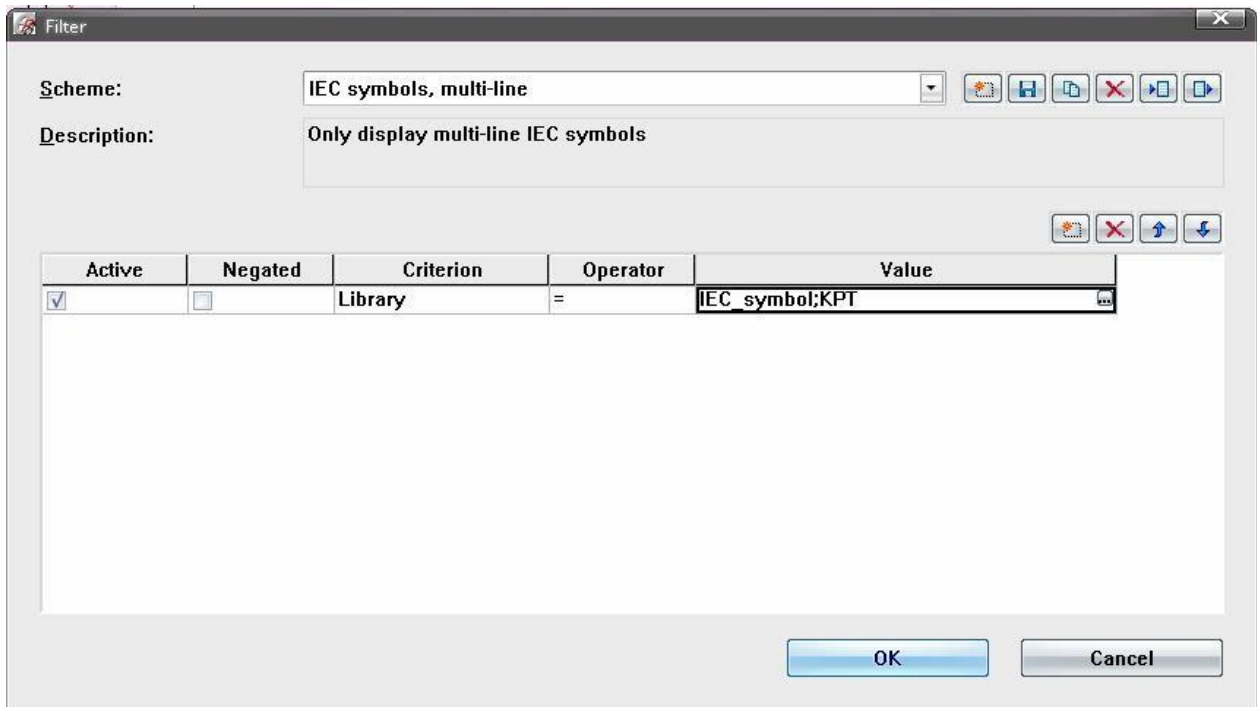 Filter
Scheme: IEC symbols, multi-line
Description: Only display multi-line IEC symbols
Active Negated Criterion Operator Value
Library = IEC_symbol;KPT
OK Cancel